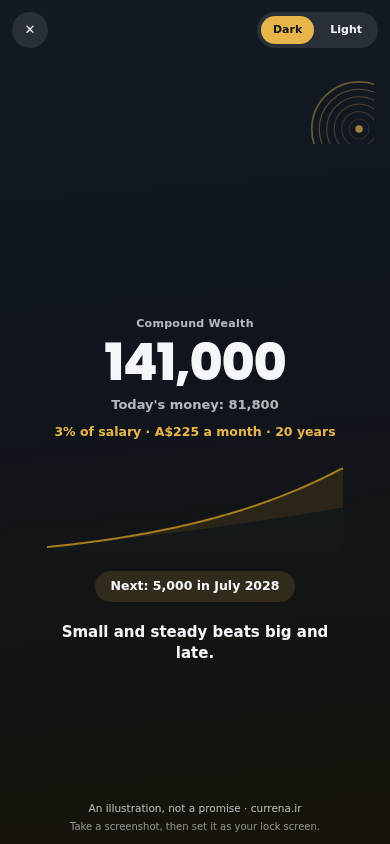 ✕
Dark Light
Compound Wealth
141,000
Today's money: 81,800
3% of salary · A$225 a month · 20 years
Next: 5,000 in July 2028
Small and steady beats big and
late.
An illustration, not a promise · currena.ir
Take a screenshot, then set it as your lock screen.